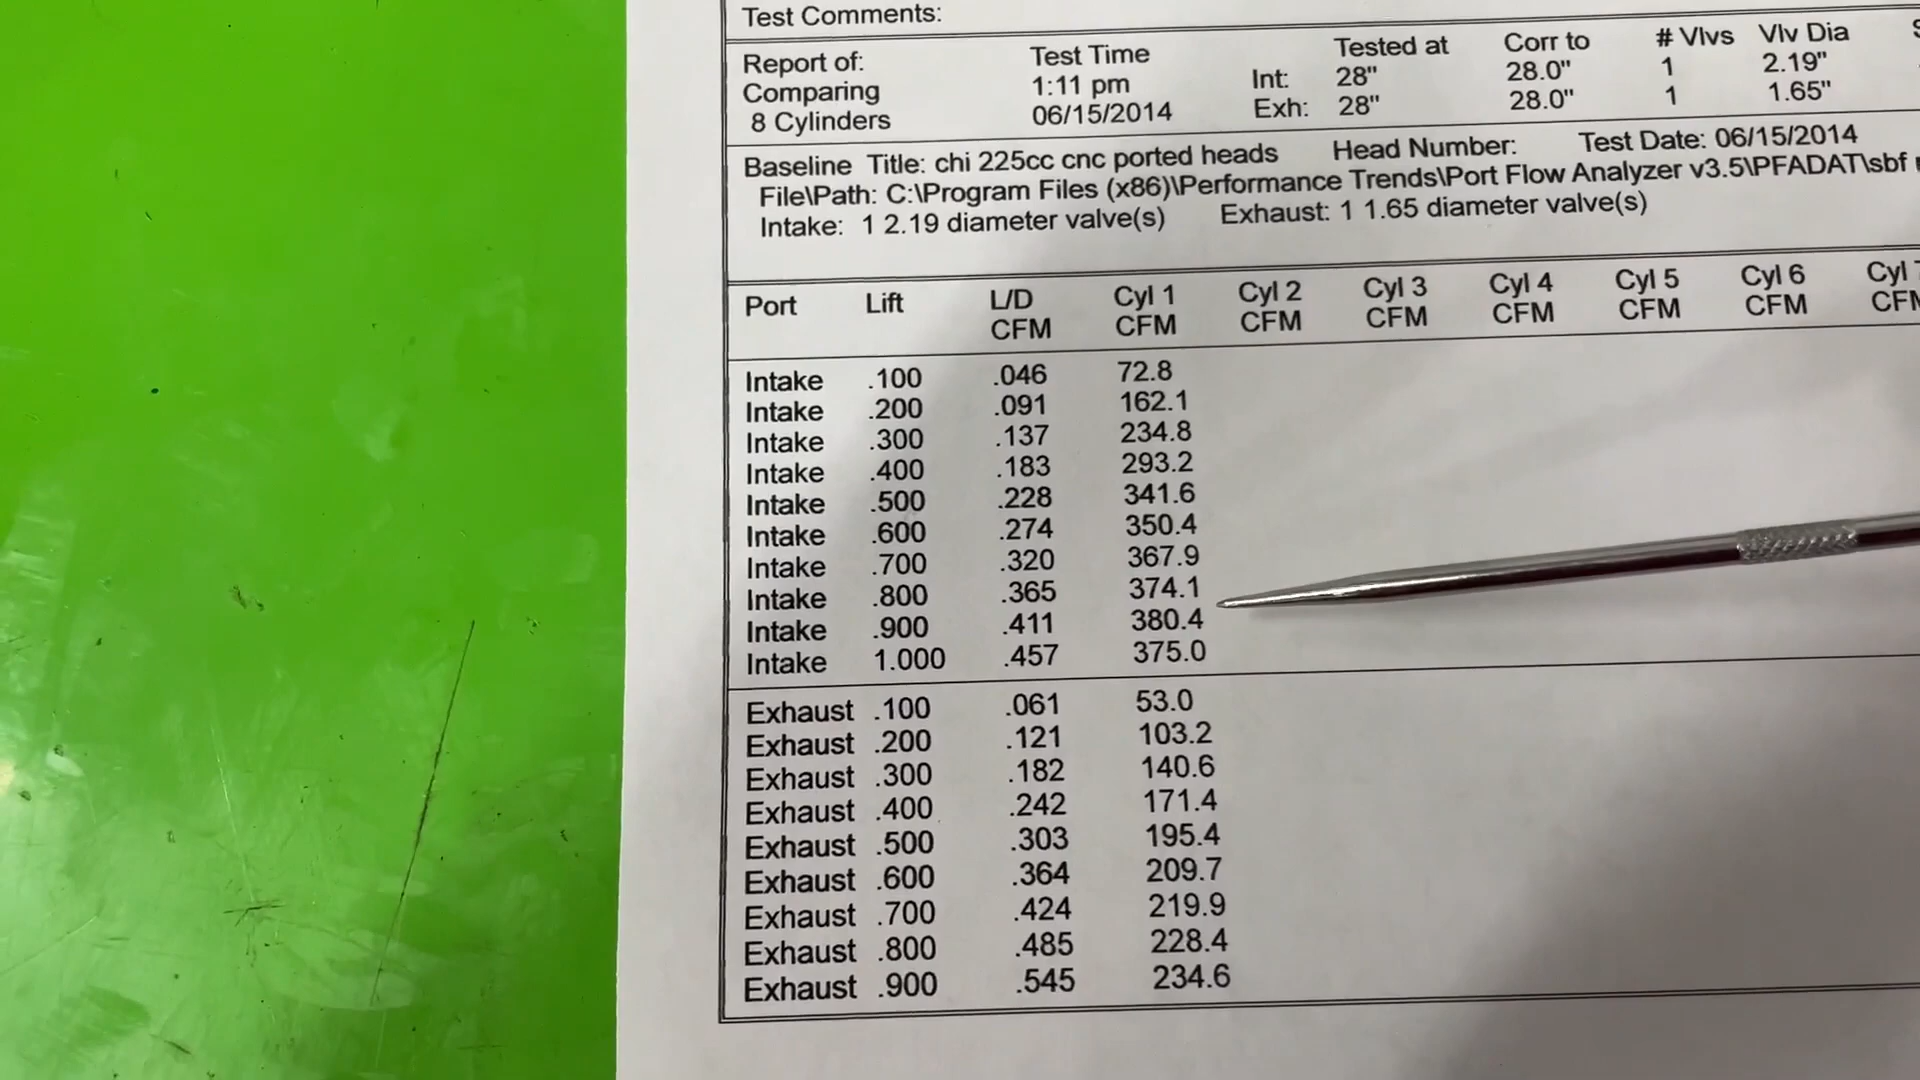 Test Comments:
Report of: Test Time Tested at Corr to # Vlvs Vlv Dia
Comparing 1:11 pm Int: 28" 28.0" 1 2.19"
8 Cylinders 06/15/2014 Exh: 28" 28.0" 1 1.65"
Baseline Title: chi 225cc cnc ported heads Head Number: Test Date: 06/15/2014
File\Path: C:\Program Files (x86)\Performance Trends\Port Flow Analyzer v3.5\PFADAT\sbf
Intake: 1 2.19 diameter valve(s) Exhaust: 1 1.65 diameter valve(s)
Port Lift L/D Cyl 1 Cyl 2 Cyl 3 Cyl 4 Cyl 5 Cyl 6 Cyl
CFM CFM CFM CFM CFM CFM CFM CFM
Intake .100 .046 72.8
Intake .200 .091 162.1
Intake .300 .137 234.8
Intake .400 .183 293.2
Intake .500 .228 341.6
Intake .600 .274 350.4
Intake .700 .320 367.9
Intake .800 .365 374.1
Intake .900 .411 380.4
Intake 1.000 .457 375.0
Exhaust .100 .061 53.0
Exhaust .200 .121 103.2
Exhaust .300 .182 140.6
Exhaust .400 .242 171.4
Exhaust .500 .303 195.4
Exhaust .600 .364 209.7
Exhaust .700 .424 219.9
Exhaust .800 .485 228.4
Exhaust .900 .545 234.6